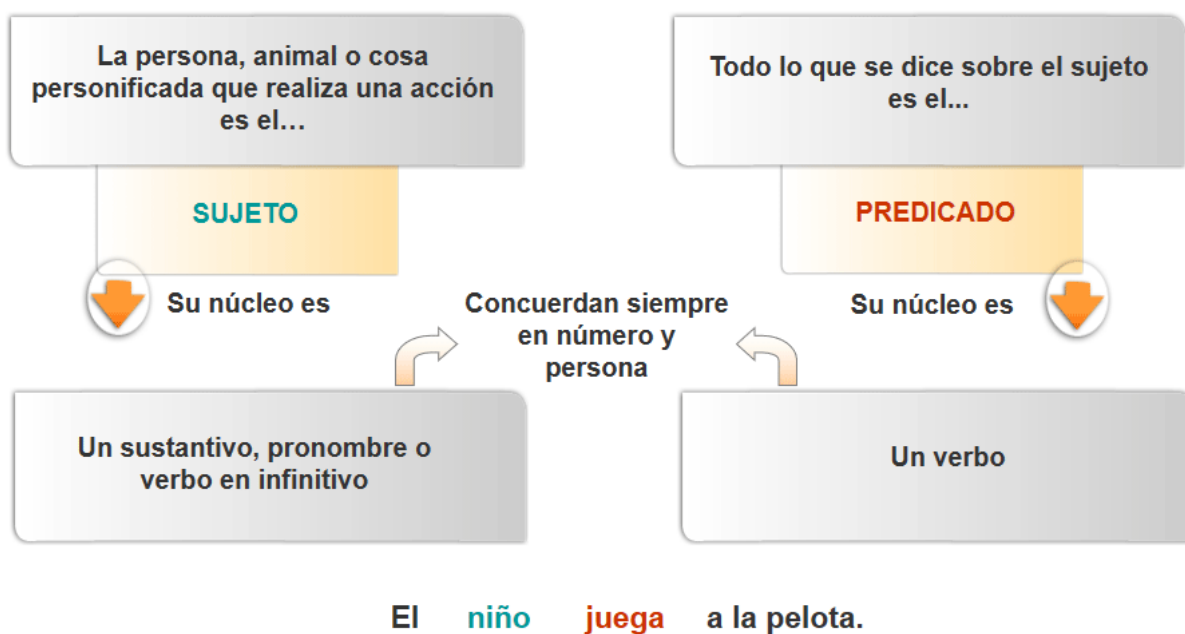 La persona, animal o cosa
personificada que realiza una acción
es el…
Todo lo que se dice sobre el sujeto
es el...
SUJETO
PREDICADO
Su núcleo es
Concuerdan siempre
en número y
persona
Su núcleo es
Un sustantivo, pronombre o
verbo en infinitivo
Un verbo
El niño juega a la pelota.